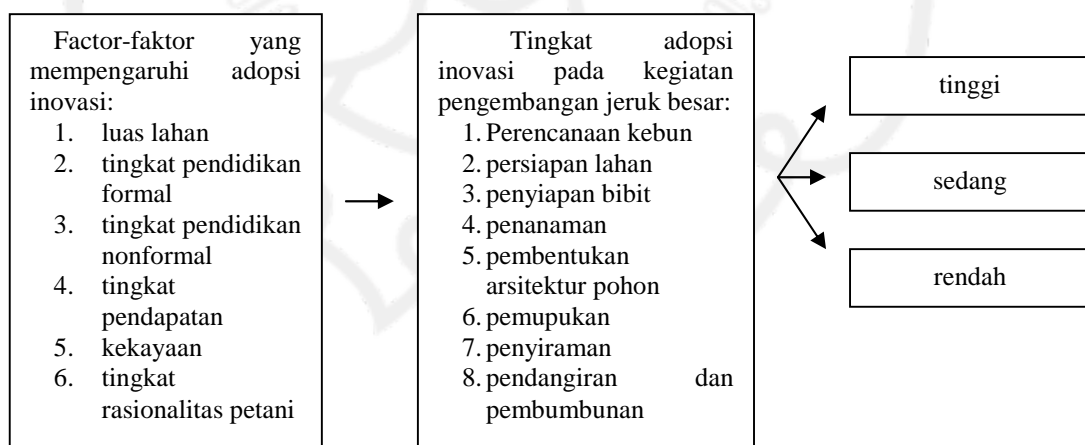 Factor-faktor yang
mempengaruhi adopsi
inovasi:
1. luas lahan
2. tingkat pendidikan
formal
3. tingkat pendidikan
nonformal
4. tingkat
pendapatan
5. kekayaan
6. tingkat
rasionalitas petani
Tingkat adopsi
inovasi pada kegiatan
pengembangan jeruk besar:
1. Perencanaan kebun
2. persiapan lahan
3. penyiapan bibit
4. penanaman
5. pembentukan
arsitektur pohon
6. pemupukan
7. penyiraman
8. pendangiran dan
pembumbunan
tinggi
sedang
rendah